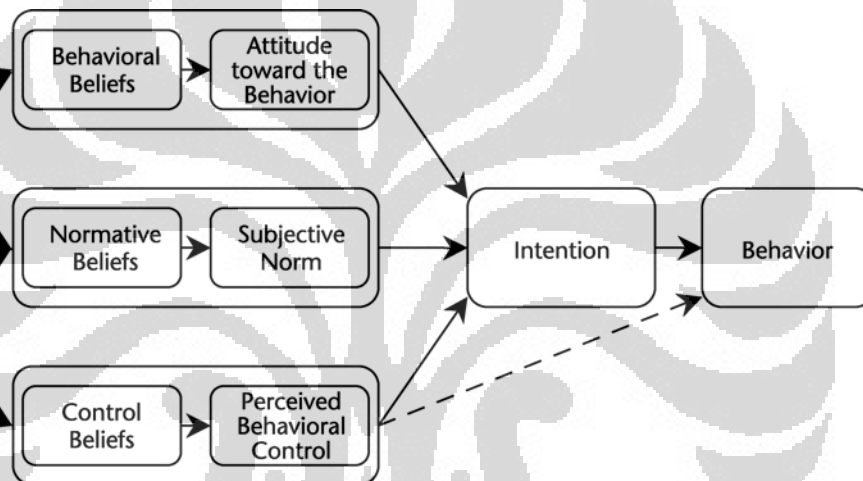 Behavioral
Beliefs
Attitude
toward the
Behavior
Normative
Beliefs
Subjective
Norm
Intention
Behavior
Control
Beliefs
Perceived
Behavioral
Control